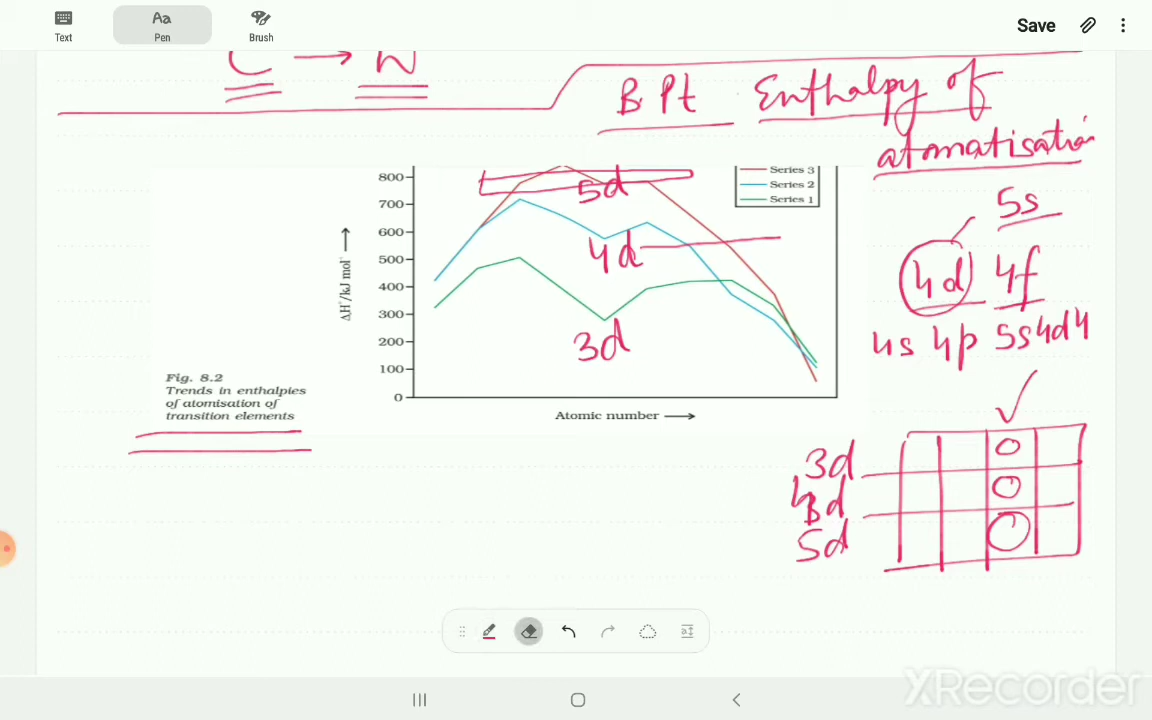 Text
Aa
Pen
Brush
Save
C → N
B.Pt Enthalpy of
atomatisation
800
700
600
500
400
300
200
100
0
ΔH°/kJ mol⁻
Series 3
Series 2
Series 1
5d
4d
3d
Atomic number →
Fig. 8.2
Trends in enthalpies
of atomisation of
transition elements
5s
4d 4f
4s 4p 5s 4d 4
3d
4d
5d
XRecorder